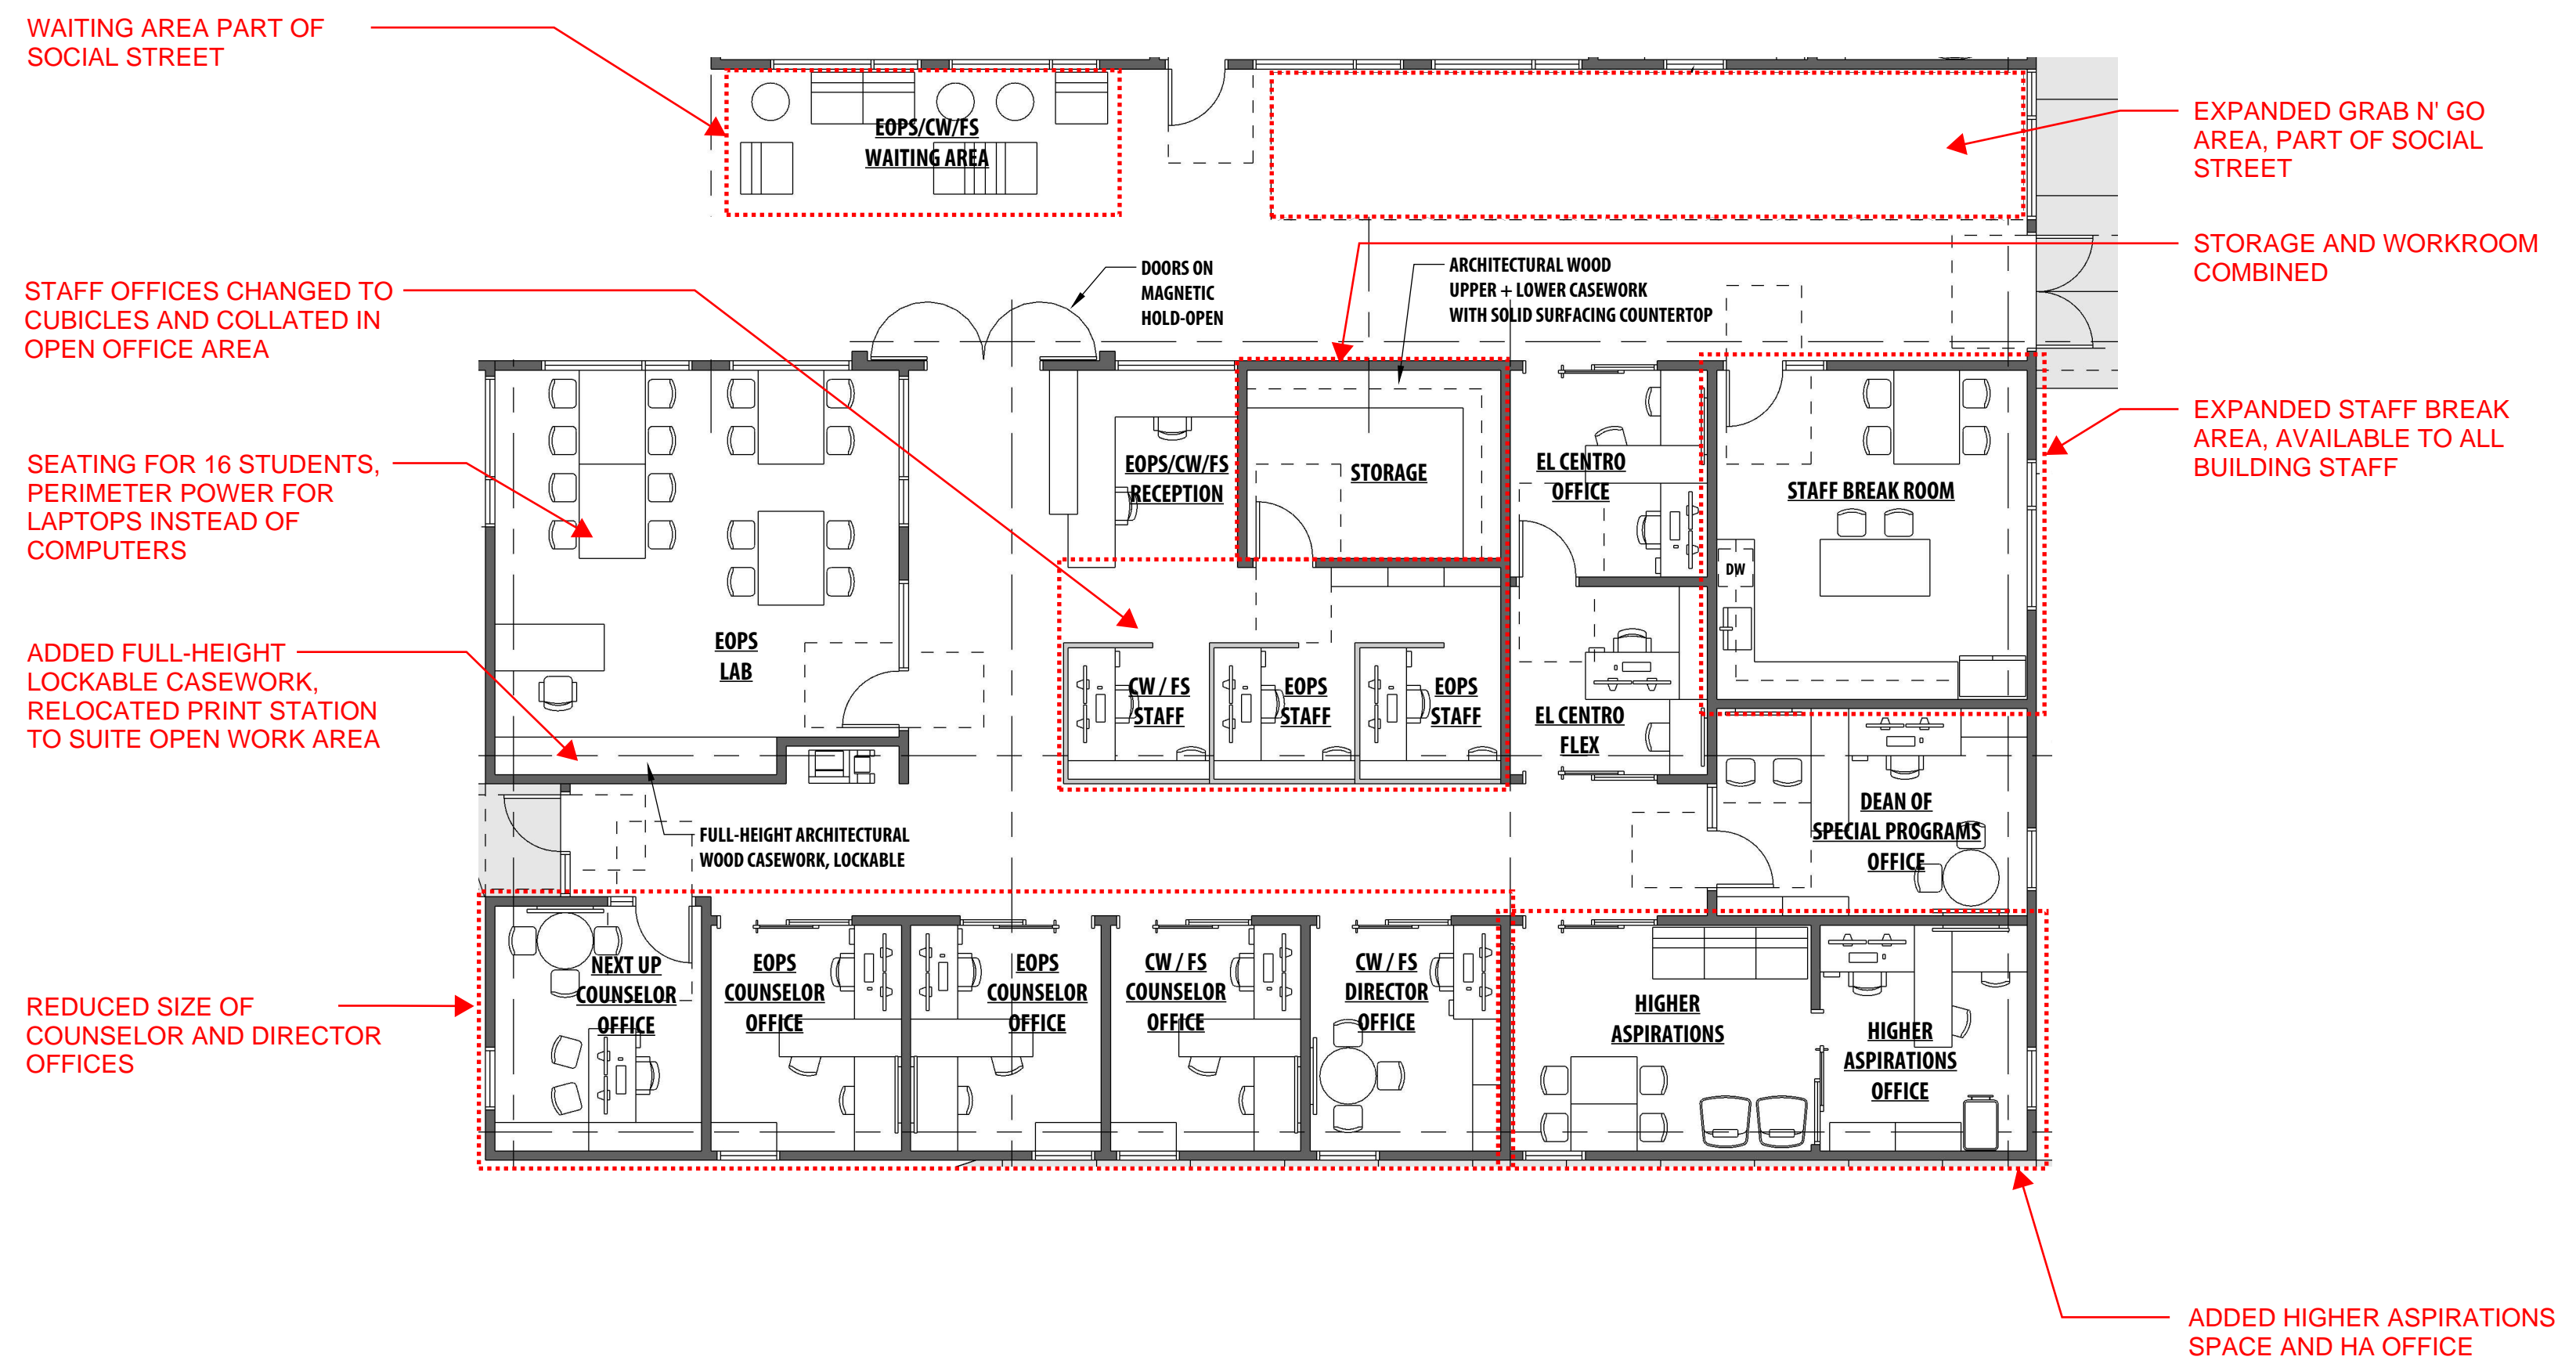 WAITING AREA PART OF
SOCIAL STREET
EOPS/CW/FS
WAITING AREA
EXPANDED GRAB N' GO
AREA, PART OF SOCIAL
STREET
STORAGE AND WORKROOM
COMBINED
DOORS ON
MAGNETIC
HOLD-OPEN
ARCHITECTURAL WOOD
UPPER + LOWER CASEWORK
WITH SOLID SURFACING COUNTERTOP
STAFF OFFICES CHANGED TO
CUBICLES AND COLLATED IN
OPEN OFFICE AREA
EXPANDED STAFF BREAK
AREA, AVAILABLE TO ALL
BUILDING STAFF
SEATING FOR 16 STUDENTS,
PERIMETER POWER FOR
LAPTOPS INSTEAD OF
COMPUTERS
EOPS/CW/FS
RECEPTION
STORAGE
EL CENTRO
OFFICE
STAFF BREAK ROOM
DW
ADDED FULL-HEIGHT
LOCKABLE CASEWORK,
RELOCATED PRINT STATION
TO SUITE OPEN WORK AREA
EOPS
LAB
CW / FS
STAFF
EOPS
STAFF
EOPS
STAFF
EL CENTRO
FLEX
DEAN OF
SPECIAL PROGRAMS
OFFICE
FULL-HEIGHT ARCHITECTURAL
WOOD CASEWORK, LOCKABLE
REDUCED SIZE OF
COUNSELOR AND DIRECTOR
OFFICES
NEXT UP
COUNSELOR
OFFICE
EOPS
COUNSELOR
OFFICE
EOPS
COUNSELOR
OFFICE
CW / FS
COUNSELOR
OFFICE
CW / FS
DIRECTOR
OFFICE
HIGHER
ASPIRATIONS
HIGHER
ASPIRATIONS
OFFICE
ADDED HIGHER ASPIRATIONS
SPACE AND HA OFFICE